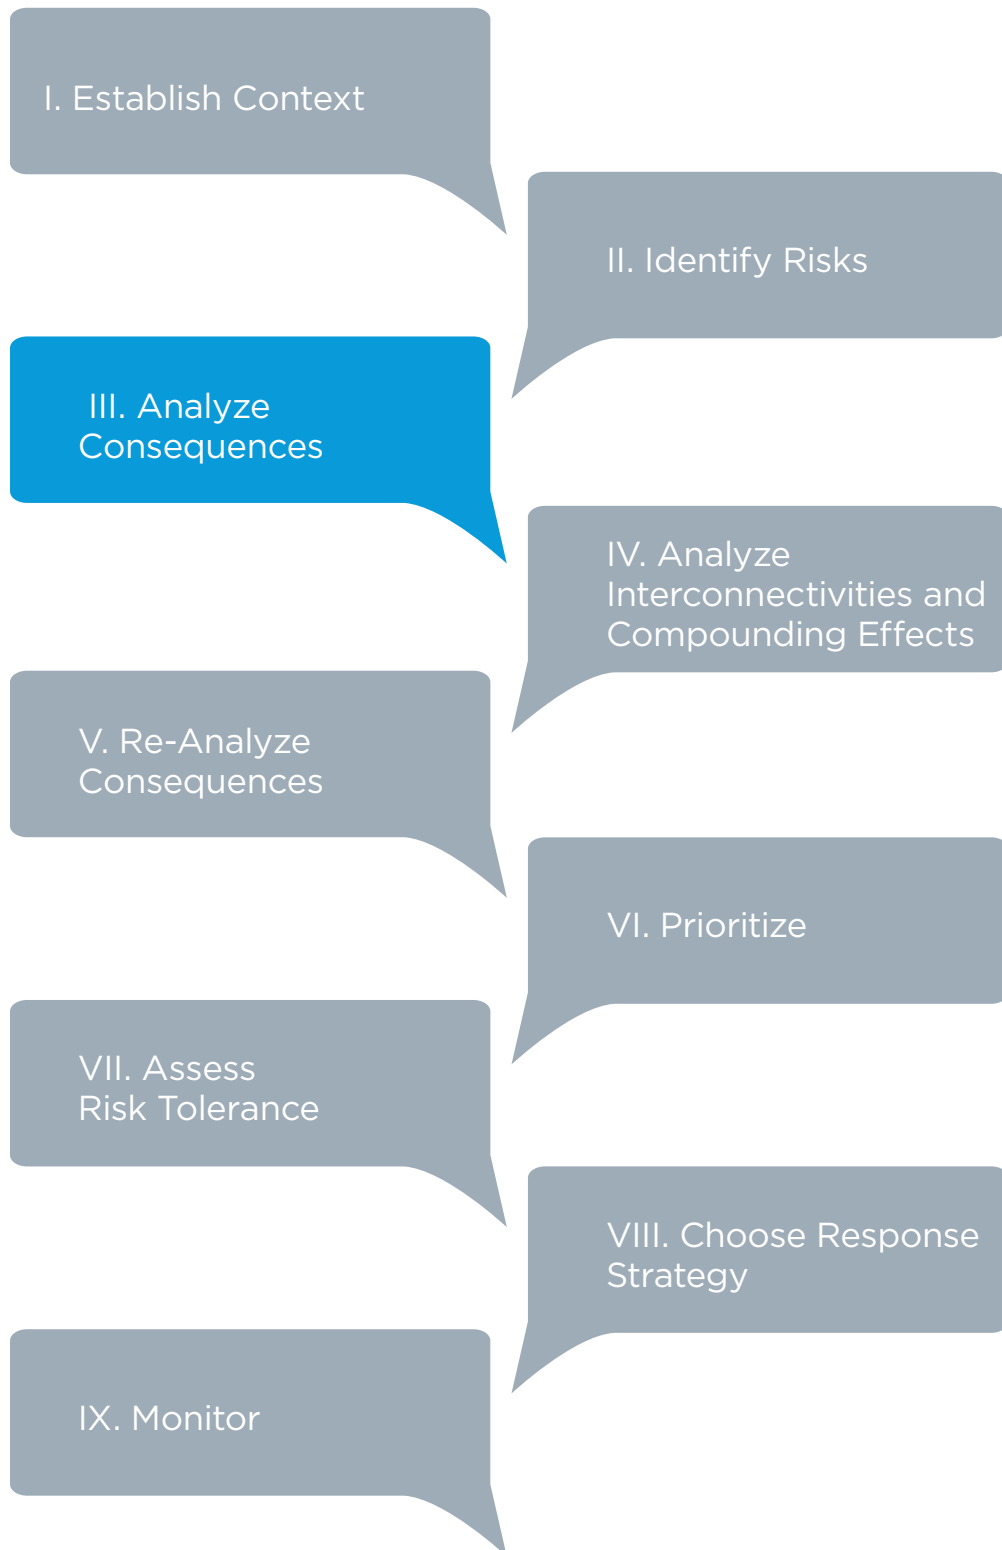 I. Establish Context
II. Identify Risks
III. Analyze
Consequences
IV. Analyze
Interconnectivities and
Compounding Effects
V. Re-Analyze
Consequences
VI. Prioritize
VII. Assess
Risk Tolerance
VIII. Choose Response
Strategy
IX. Monitor